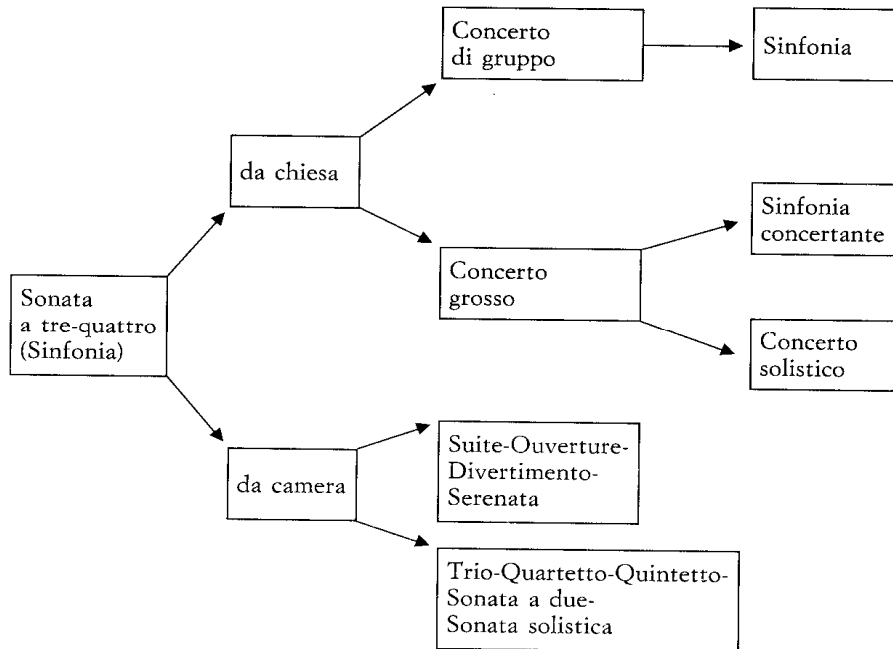 Concerto
di gruppo
Sinfonia
da chiesa
Sinfonia
concertante
Concerto
grosso
Sonata
a tre-quattro
(Sinfonia)
Concerto
solistico
Suite-Ouverture-
Divertimento-
Serenata
da camera
Trio-Quartetto-Quintetto-
Sonata a due-
Sonata solistica